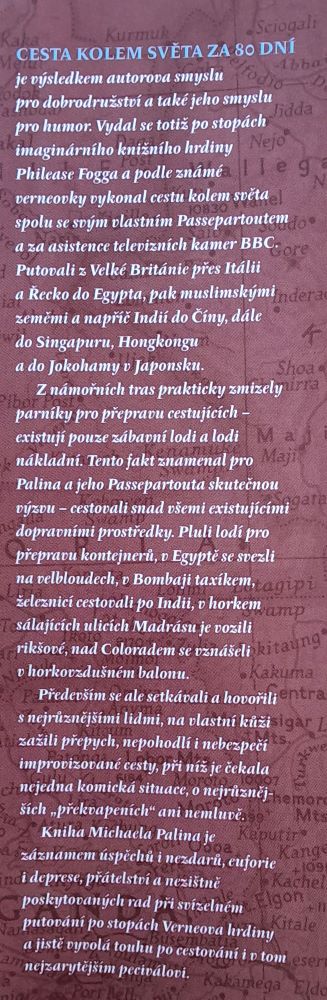 CESTA KOLEM SVĚTA ZA 80 DNÍ
je výsledkem autorova smyslu
pro dobrodružství a také jeho smyslu
pro humor. Vydal se totiž po stopách
imaginárního knižního hrdiny
Philease Fogga a podle známé
verneovky vykonal cestu kolem světa
spolu se svým vlastním Passepartoutem
a za asistence televizních kamer BBC.
Putovali z Velké Británie přes Itálii
a Řecko do Egypta, pak muslimskými
zeměmi a napříč Indií do Číny, dále
do Singapuru, Hongkongu
a do Jokohamy v Japonsku.
Z námořních tras prakticky zmizely
parníky pro přepravu cestujících –
existují pouze zábavní lodi a lodi
nákladní. Tento fakt znamenal pro
Palina a jeho Passepartouta skutečnou
výzvu – cestovali snad všemi existujícími
dopravními prostředky. Pluli lodí pro
přepravu kontejnerů, v Egyptě se svezli
na velbloudech, v Bombaji taxíkem,
železnicí cestovali po Indii, v horkem
sálajících ulicích Madrásu je vozili
rikšové, nad Coloradem se vznášeli
v horkovzdušném balonu.
Především se ale setkávali a hovořili
s nejrůznějšími lidmi, na vlastní kůži
zažili přepych, nepohodlí i nebezpečí
improvizované cesty, při níž je čekala
nejedna komická situace, o nejrůzněj-
ších „překvapeních“ ani nemluvě.
Kniha Michaela Palina je
záznamem úspěchů i nezdarů, euforie
i deprese, přátelství a nezištně
poskytovaných rad při svízelném
putování po stopách Verneova hrdiny
a jistě vyvolá touhu po cestování i v tom
nejzarytějším peciválovi.